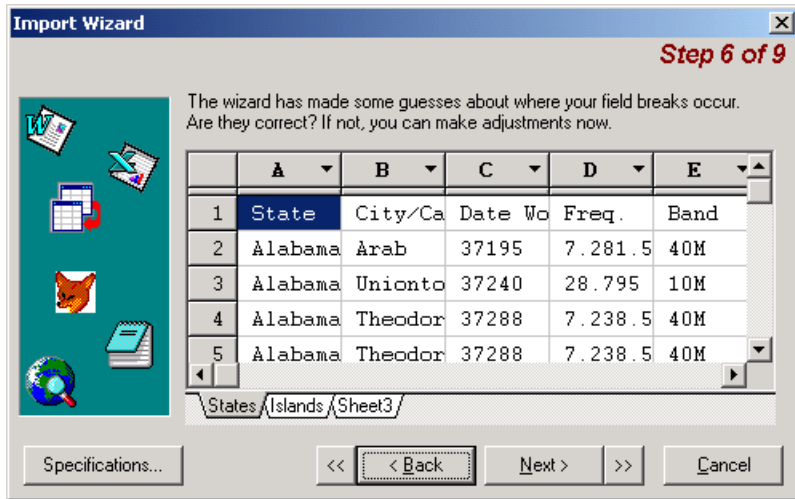 Import Wizard
Step 6 of 9
The wizard has made some guesses about where your field breaks occur.
Are they correct? If not, you can make adjustments now.
A B C D E
1 State City/Ca Date Wo Freq. Band
2 Alabama Arab 37195 7.281.5 40M
3 Alabama Unionto 37240 28.795 10M
4 Alabama Theodor 37288 7.238.5 40M
5 Alabama Theodor 37288 7.238.5 40M
States Islands Sheet3
Specifications... << < Back Next > >> Cancel